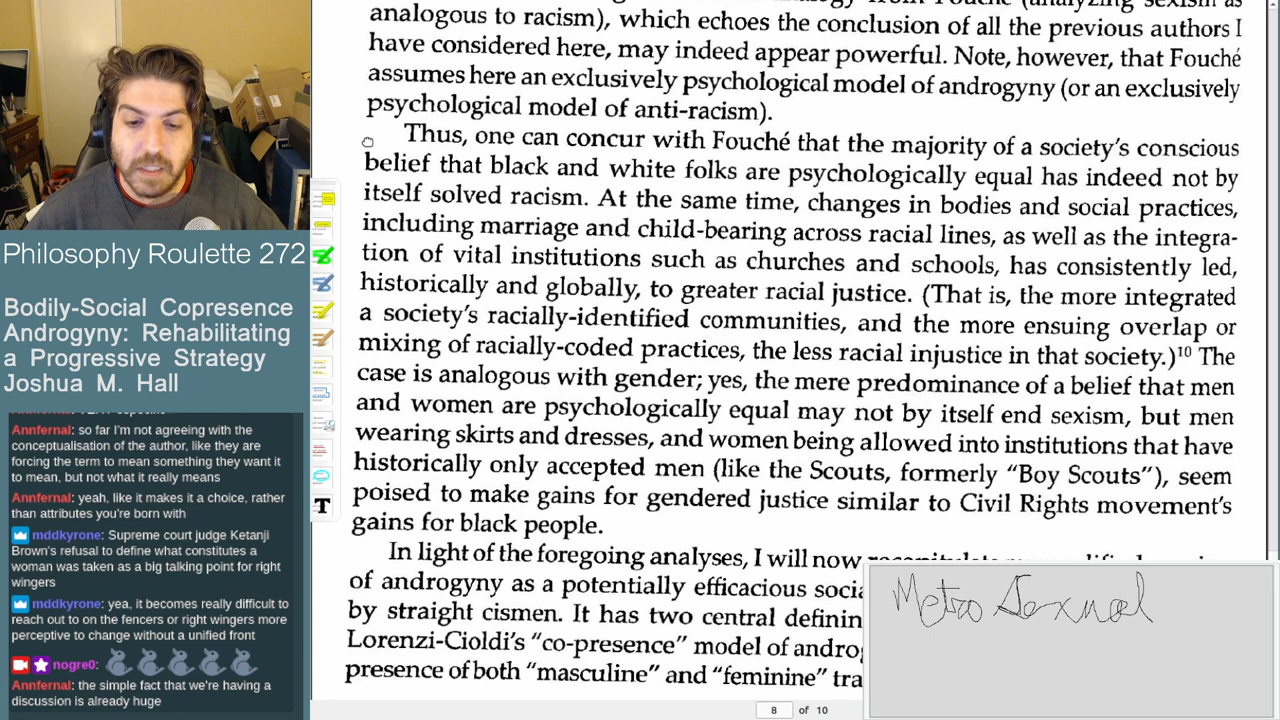 analogous to racism), which echoes the conclusion of all the previous authors I
have considered here, may indeed appear powerful. Note, however, that Fouché
assumes here an exclusively psychological model of androgyny (or an exclusively
psychological model of anti-racism).
Thus, one can concur with Fouché that the majority of a society's conscious
belief that black and white folks are psychologically equal has indeed not by
itself solved racism. At the same time, changes in bodies and social practices,
including marriage and child-bearing across racial lines, as well as the integra-
tion of vital institutions such as churches and schools, has consistently led,
historically and globally, to greater racial justice. (That is, the more integrated
a society's racially-identified communities, and the more ensuing overlap or
mixing of racially-coded practices, the less racial injustice in that society.)10 The
case is analogous with gender; yes, the mere predominance of a belief that men
and women are psychologically equal may not by itself end sexism, but men
wearing skirts and dresses, and women being allowed into institutions that have
historically only accepted men (like the Scouts, formerly "Boy Scouts"), seem
poised to make gains for gendered justice similar to Civil Rights movement's
gains for black people.
In light of the foregoing analyses, I will now
of androgyny as a potentially efficacious
by straight cismen. It has two central
Lorenzi-Cioldi's "co-presence" model of
presence of both "masculine" and "feminine"
8 of 10
Metro Sexual
T
Philosophy Roulette 272
Bodily-Social Copresence
Androgyny: Rehabilitating
a Progressive Strategy
Joshua M. Hall
Annfernal: so far I'm not agreeing with the
conceptualisation of the author, like they are
forcing the term to mean something they want it
to mean, but not what it really means
Annfernal: yeah, like it makes it a choice, rather
than attributes you're born with
mddkyrone: Supreme court judge Ketanji
Brown's refusal to define what constitutes a
woman was taken as a big talking point for right
wingers
mddkyrone: yea, it becomes really difficult to
reach out to on the fencers or right wingers more
perceptive to change without a unified front
nogre0:
Annfernal: the simple fact that we're having a
discussion is already huge